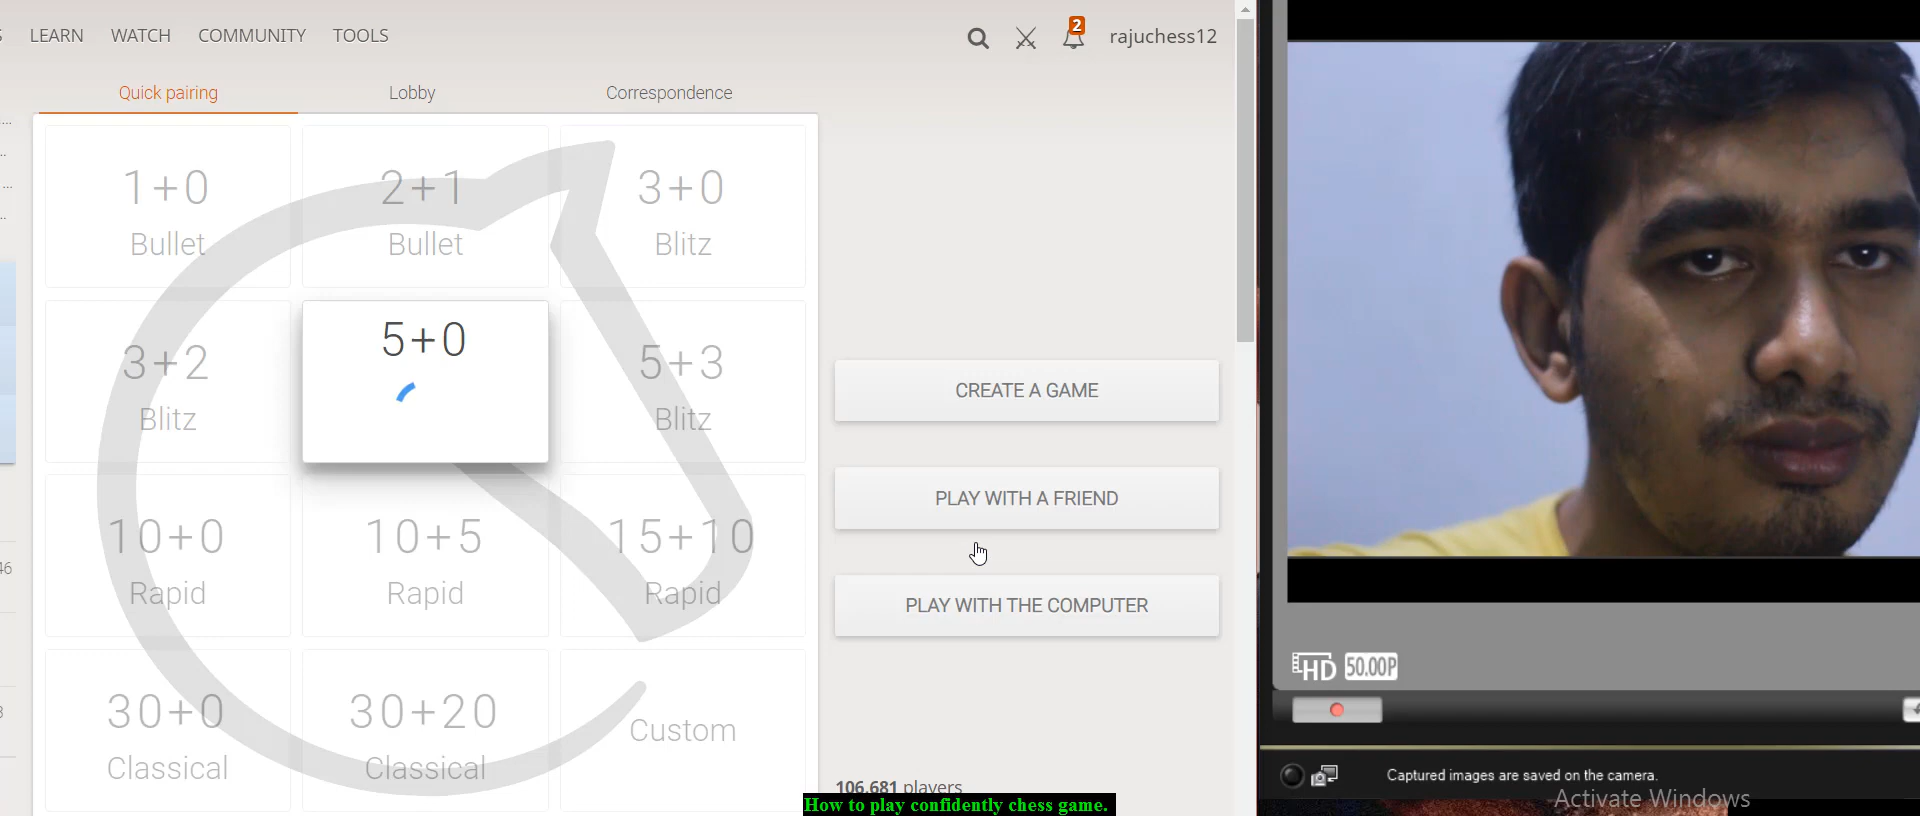 LEARN WATCH COMMUNITY TOOLS
2
rajuchess12
Quick pairing Lobby Correspondence
1+0
Bullet
2+1
Bullet
3+0
Blitz
3+2
Blitz
5+0
5+3
Blitz
10+0
Rapid
10+5
Rapid
15+10
Rapid
30+0
Classical
30+20
Classical
Custom
CREATE A GAME
PLAY WITH A FRIEND
PLAY WITH THE COMPUTER
106,681 players
How to play confidently chess game.
46
3
HD 50.00P
Captured images are saved on the camera.
Activate Windows